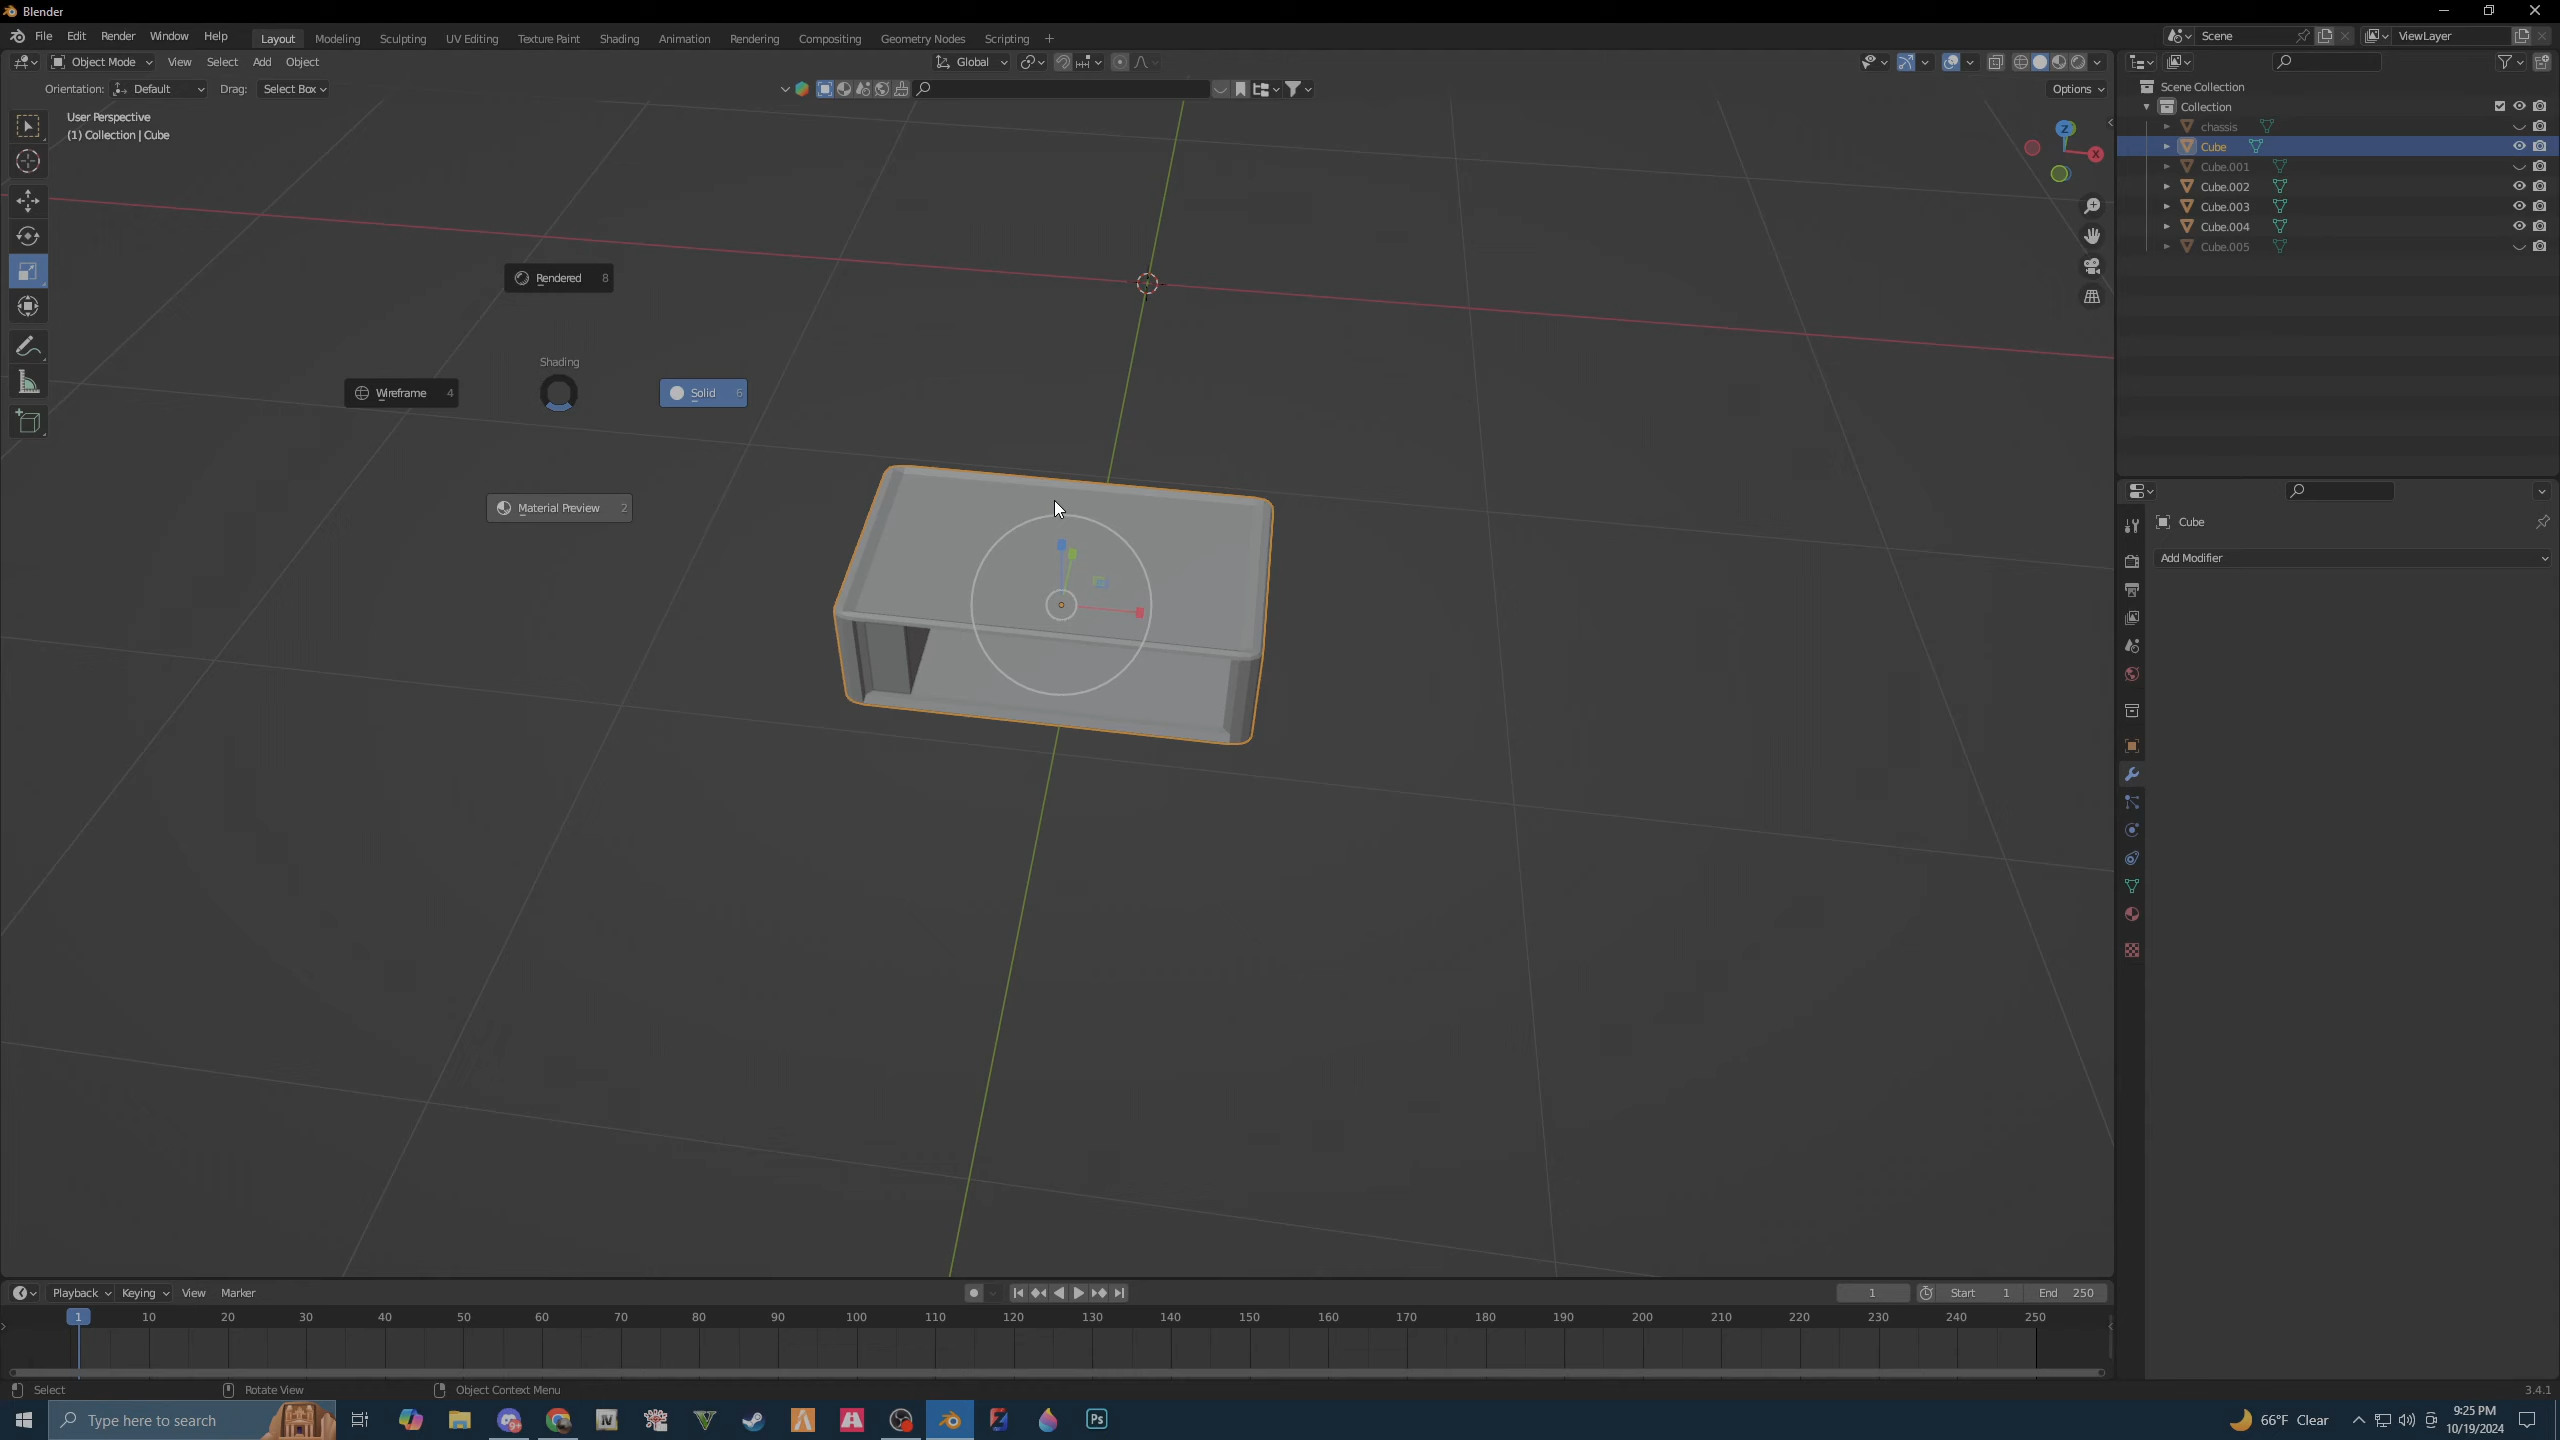 Blender
File Edit Render Window Help Layout Modeling Sculpting UV Editing Texture Paint Shading Animation Rendering Compositing Geometry Nodes Scripting + Scene ViewLayer
Object Mode View Select Add Object Global
Orientation: Default Drag: Select Box Options
User Perspective
(1) Collection | Cube
Z
X
Scene Collection
Collection
chassis
Cube
Cube.001
Cube.002
Cube.003
Cube.004
Cube.005
Rendered 8
Shading
Wireframe 4
Solid 6
Material Preview 2
Cube
Add Modifier
Playback Keying View Marker 1 Start 1 End 250
1 10 20 30 40 50 60 70 80 90 100 110 120 130 140 150 160 170 180 190 200 210 220 230 240 250
Select Rotate View Object Context Menu 3.4.1
Type here to search
Ps
66°F Clear
9:25 PM
10/19/2024